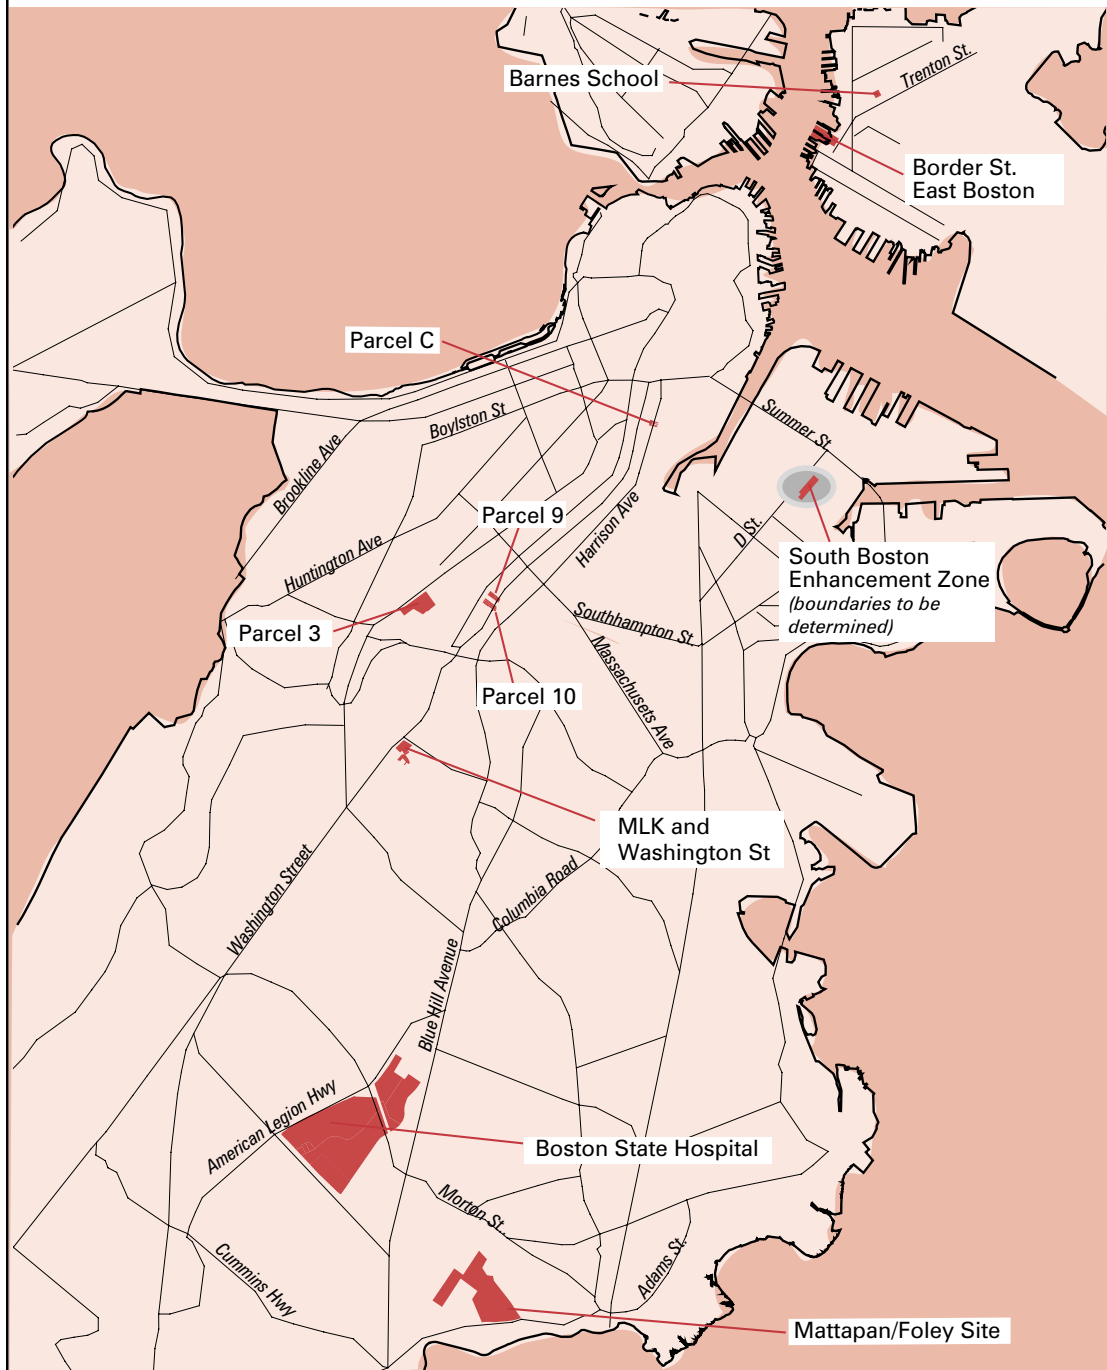 Trenton St.
Barnes School
Border St.
East Boston
Parcel C
Boylston St
Summer St
Brookline Ave
Parcel 9
Harrison Ave
D St.
Huntington Ave
South Boston
Enhancement Zone
(boundaries to be
determined)
Southhampton St
Parcel 3
Massachusets Ave
Parcel 10
MLK and
Washington St
Washington Street
Columbia Road
Blue Hill Avenue
American Legion Hwy
Boston State Hospital
Morton St.
Cummins Hwy
Adams St.
Mattapan/Foley Site